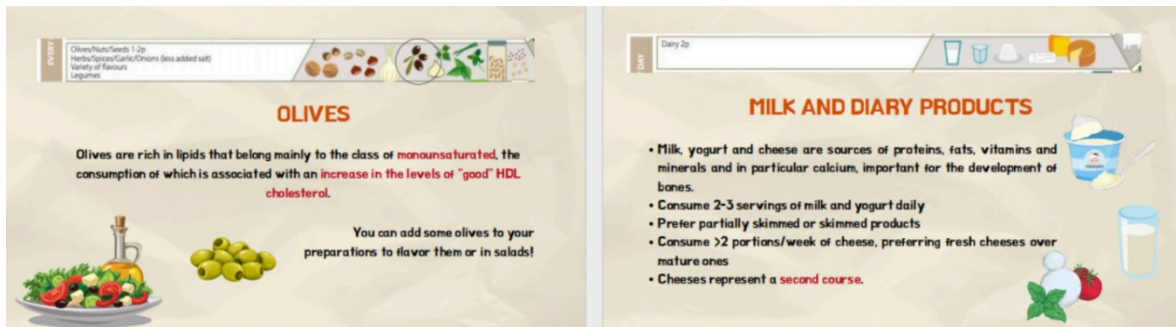 EVERY
Olives/Nuts/Seeds 1-2p
Herbs/Spices/Garlic/Onions (less added salt)
Variety of flavours
Legumes
OLIVES
Olives are rich in lipids that belong mainly to the class of monounsaturated, the
consumption of which is associated with an increase in the levels of "good" HDL
cholesterol.
You can add some olives to your
preparations to flavor them or in salads!
DAY
Dairy 2p
MILK AND DIARY PRODUCTS
• Milk, yogurt and cheese are sources of proteins, fats, vitamins and
minerals and in particular calcium, important for the development of
bones.
• Consume 2-3 servings of milk and yogurt daily
• Prefer partially skimmed or skimmed products
• Consume >2 portions/week of cheese, preferring fresh cheeses over
mature ones
• Cheeses represent a second course.
YOGURT